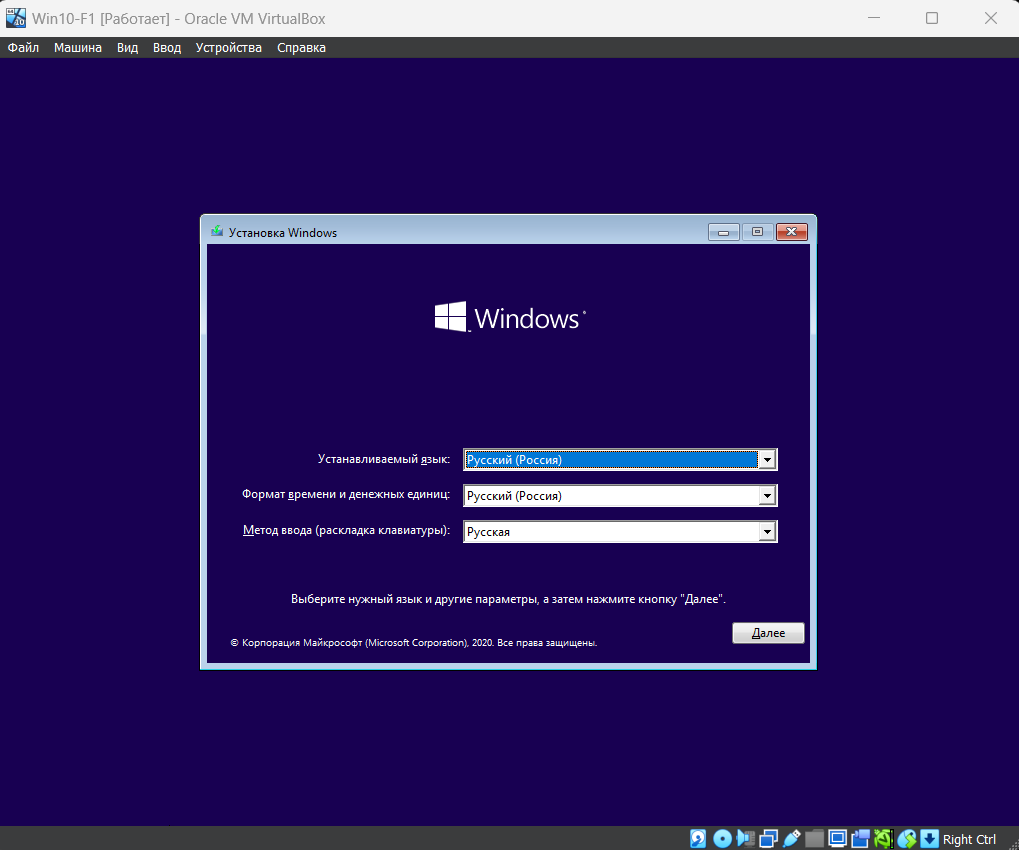 Win10-F1 [Работает] - Oracle VM VirtualBox
Файл Машина Вид Ввод Устройства Справка
Установка Windows
Windows
Устанавливаемый язык: Русский (Россия)
Формат времени и денежных единиц: Русский (Россия)
Метод ввода (раскладка клавиатуры): Русская
Выберите нужный язык и другие параметры, а затем нажмите кнопку "Далее".
Далее
© Корпорация Майкрософт (Microsoft Corporation), 2020. Все права защищены.
Right Ctrl